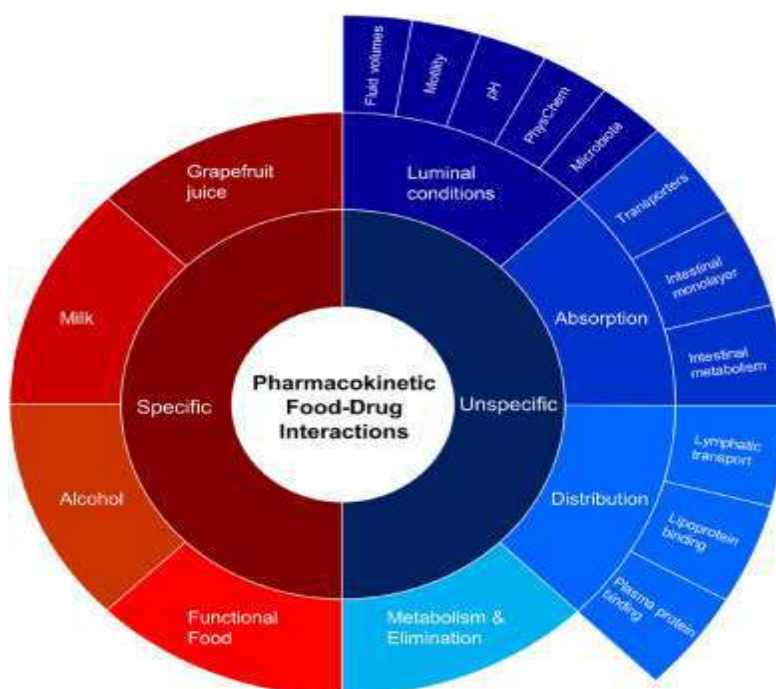 Fluid volumes
Motility
pH
PhysChem
Microbiota
Grapefruit
juice
Luminal
conditions
Transporters
Intestinal
monolayer
Intestinal
metabolism
Milk
Absorption
Pharmacokinetic
Food-Drug
Interactions
Specific
Unspecific
Alcohol
Distribution
Lymphatic
transport
Lipoprotein
binding
Plasma protein
binding
Functional
Food
Metabolism &
Elimination